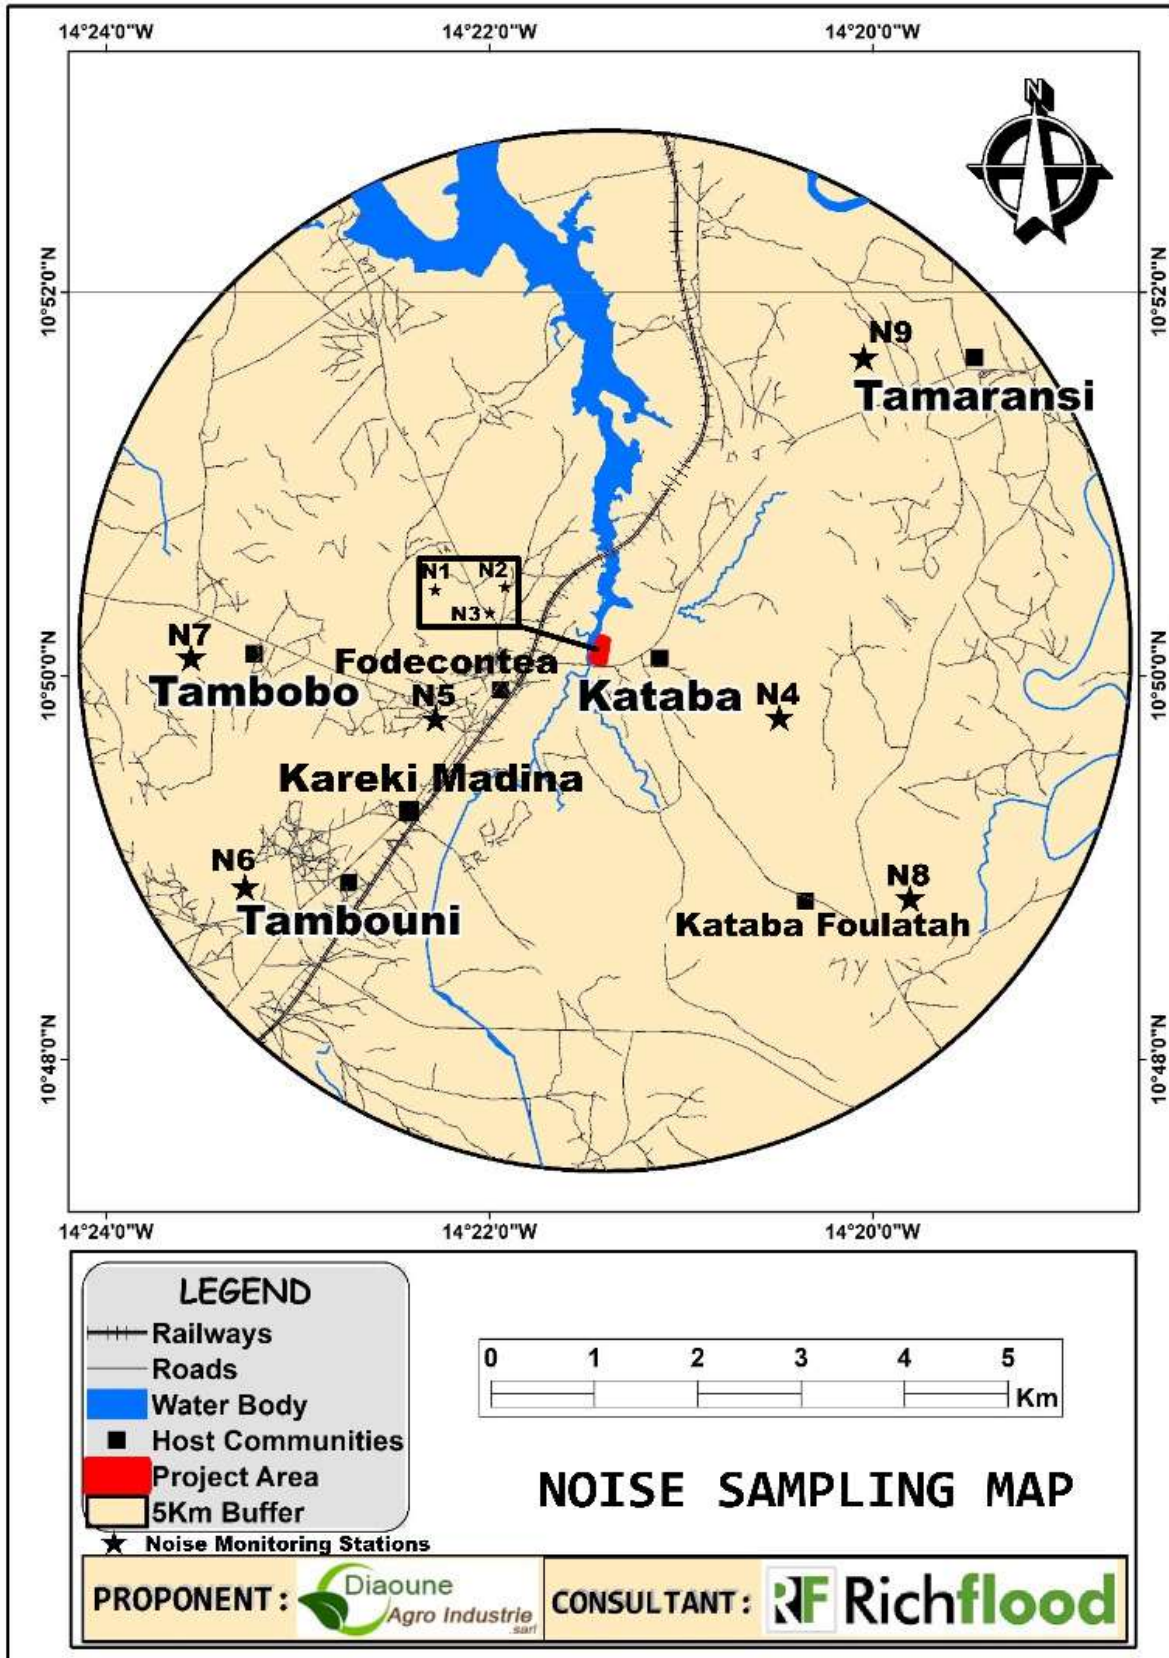 14°24'0"W 14°22'0"W 14°20'0"W
N
10°52'0"N 10°52'0"N
N9
Tamaransi
N1 N2
N3
N7
Tambobo
Fodecontea
N5
Kataba
N4
10°50'0"N 10°50'0"N
Kareki Madina
N6
Tambouni
N8
Kataba Foulatah
10°48'0"N 10°48'0"N
14°24'0"W 14°22'0"W 14°20'0"W
LEGEND
Railways
Roads
Water Body
Host Communities
Project Area
5Km Buffer
Noise Monitoring Stations
0 1 2 3 4 5
Km
NOISE SAMPLING MAP
PROPONENT: Diaoune
Agro Industrie
.sarl
CONSULTANT: RF Richflood